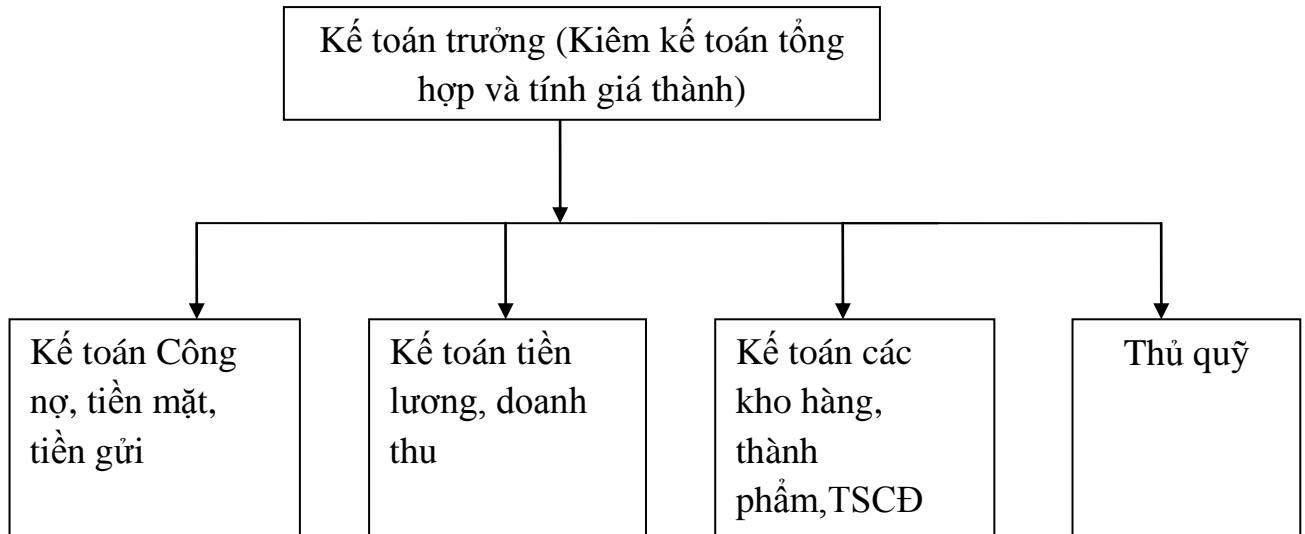 Kế toán trưởng (Kiêm kế toán tổng
hợp và tính giá thành)
Kế toán Công
nợ, tiền mặt,
tiền gửi
Kế toán tiền
lương, doanh
thu
Kế toán các
kho hàng,
thành
phẩm,TSCĐ
Thủ quỹ